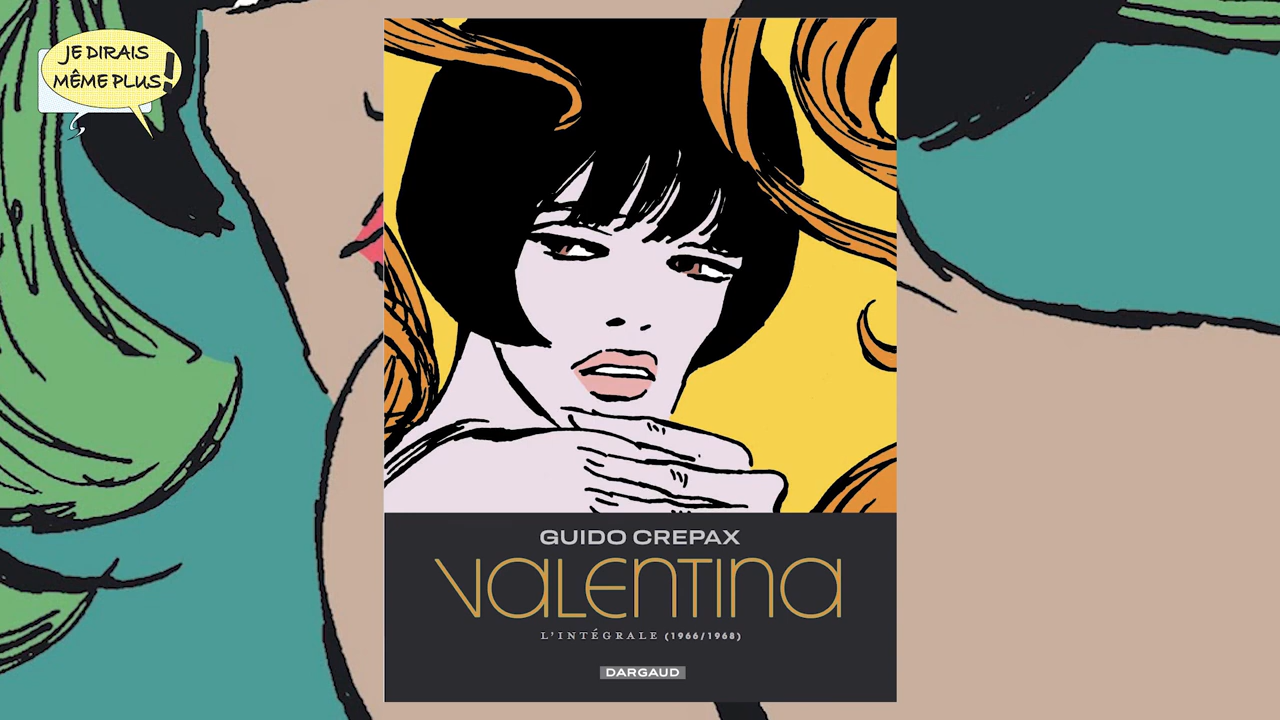 JE DIRAIS
MÊME PLUS!
GUIDO CREPAX
VALENTINA
L'INTÉGRALE (1966/1968)
DARGAUD